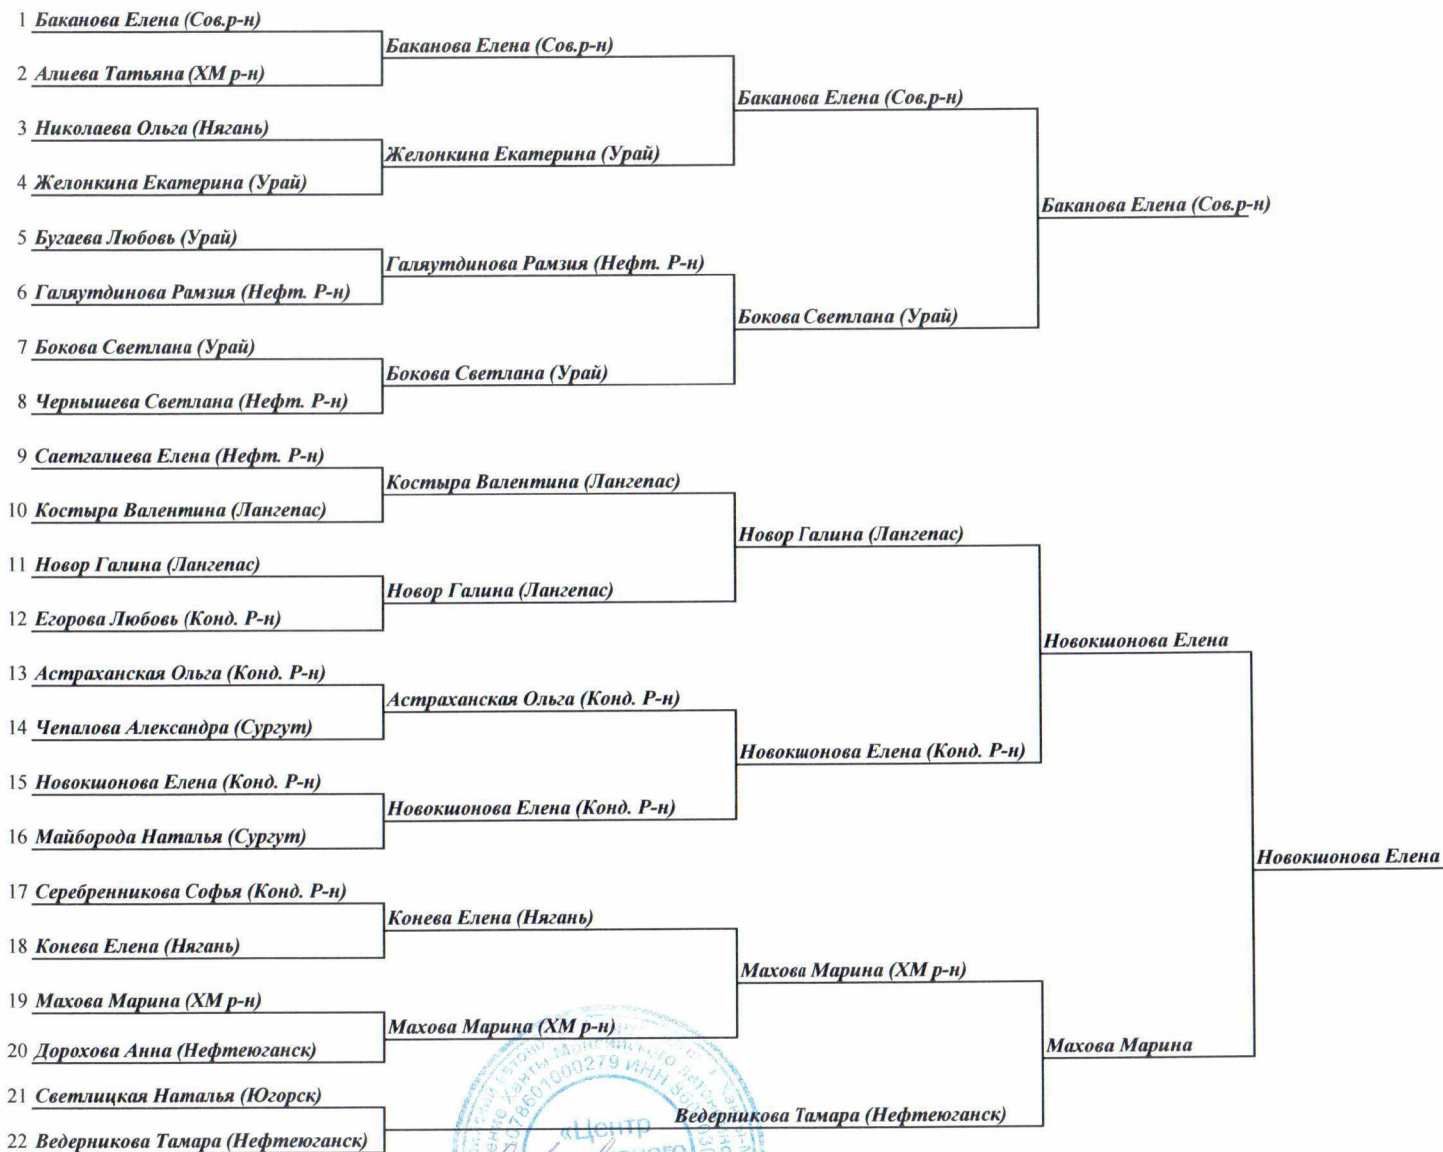 1 Баканова Елена (Сов.р-н)
Баканова Елена (Сов.р-н)
2 Алиева Татьяна (ХМ р-н)
Баканова Елена (Сов.р-н)
3 Николаева Ольга (Нягань)
Желонкина Екатерина (Урай)
4 Желонкина Екатерина (Урай)
Баканова Елена (Сов.р-н)
5 Бугаева Любовь (Урай)
Галяутдинова Рамзия (Нефт. Р-н)
6 Галяутдинова Рамзия (Нефт. Р-н)
Бокова Светлана (Урай)
7 Бокова Светлана (Урай)
Бокова Светлана (Урай)
8 Чернышева Светлана (Нефт. Р-н)
9 Саетгалиева Елена (Нефт. Р-н)
Костыра Валентина (Лангепас)
10 Костыра Валентина (Лангепас)
Новор Галина (Лангепас)
11 Новор Галина (Лангепас)
Новор Галина (Лангепас)
12 Егорова Любовь (Конд. Р-н)
Новокшонова Елена
13 Астраханская Ольга (Конд. Р-н)
Астраханская Ольга (Конд. Р-н)
14 Чепалова Александра (Сургут)
Новокшонова Елена (Конд. Р-н)
15 Новокшонова Елена (Конд. Р-н)
Новокшонова Елена (Конд. Р-н)
16 Майборода Наталья (Сургут)
Новокшонова Елена
17 Серебренникова Софья (Конд. Р-н)
Конева Елена (Нягань)
18 Конева Елена (Нягань)
Махова Марина (ХМ р-н)
19 Махова Марина (ХМ р-н)
Махова Марина (ХМ р-н)
20 Дорохова Анна (Нефтеюганск)
Махова Марина
21 Светлицкая Наталья (Югорск)
Ведерникова Тамара (Нефтеюганск)
22 Ведерникова Тамара (Нефтеюганск)
«Центр